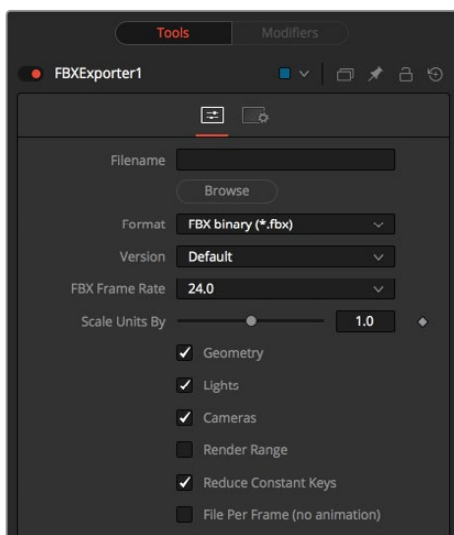 Tools Modifiers
FBXExporter1
Filename
Browse
Format FBX binary (*.fbx)
Version Default
FBX Frame Rate 24.0
Scale Units By 1.0
Geometry
Lights
Cameras
Render Range
Reduce Constant Keys
File Per Frame (no animation)